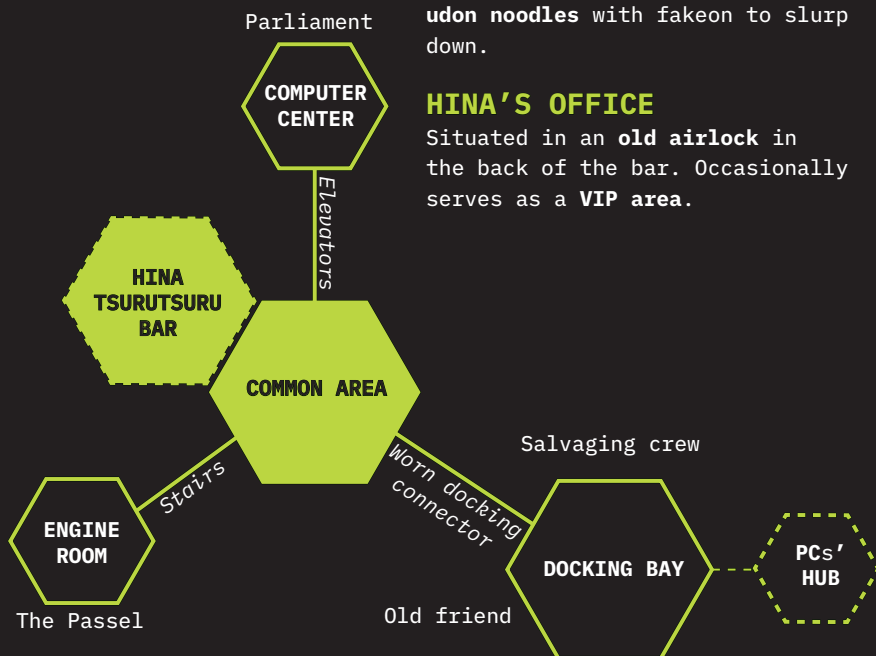 Parliament
COMPUTER
CENTER
Elevators
HINA
TSURUTSURU
BAR
COMMON AREA
Stairs
Worn docking
connector
ENGINE
ROOM
The Passel
Salvaging crew
DOCKING BAY
Old friend
PCs’
HUB
udon noodles with fakeon to slurp
down.
HINA’S OFFICE
Situated in an old airlock in
the back of the bar. Occasionally
serves as a VIP area.